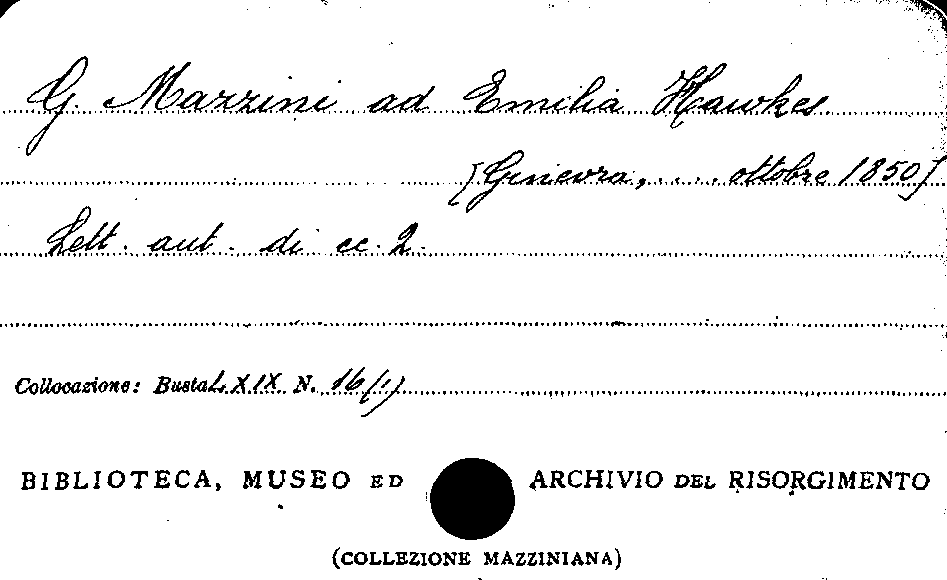 G. Mazzini ad Emilia Hawkes
[Ginevra, .... ottobre 1850]
Lett. aut. di cc. 2.
Collocazione: Busta LXIX N. 16(1)
BIBLIOTECA, MUSEO ED ARCHIVIO DEL RISORGIMENTO
(COLLEZIONE MAZZINIANA)